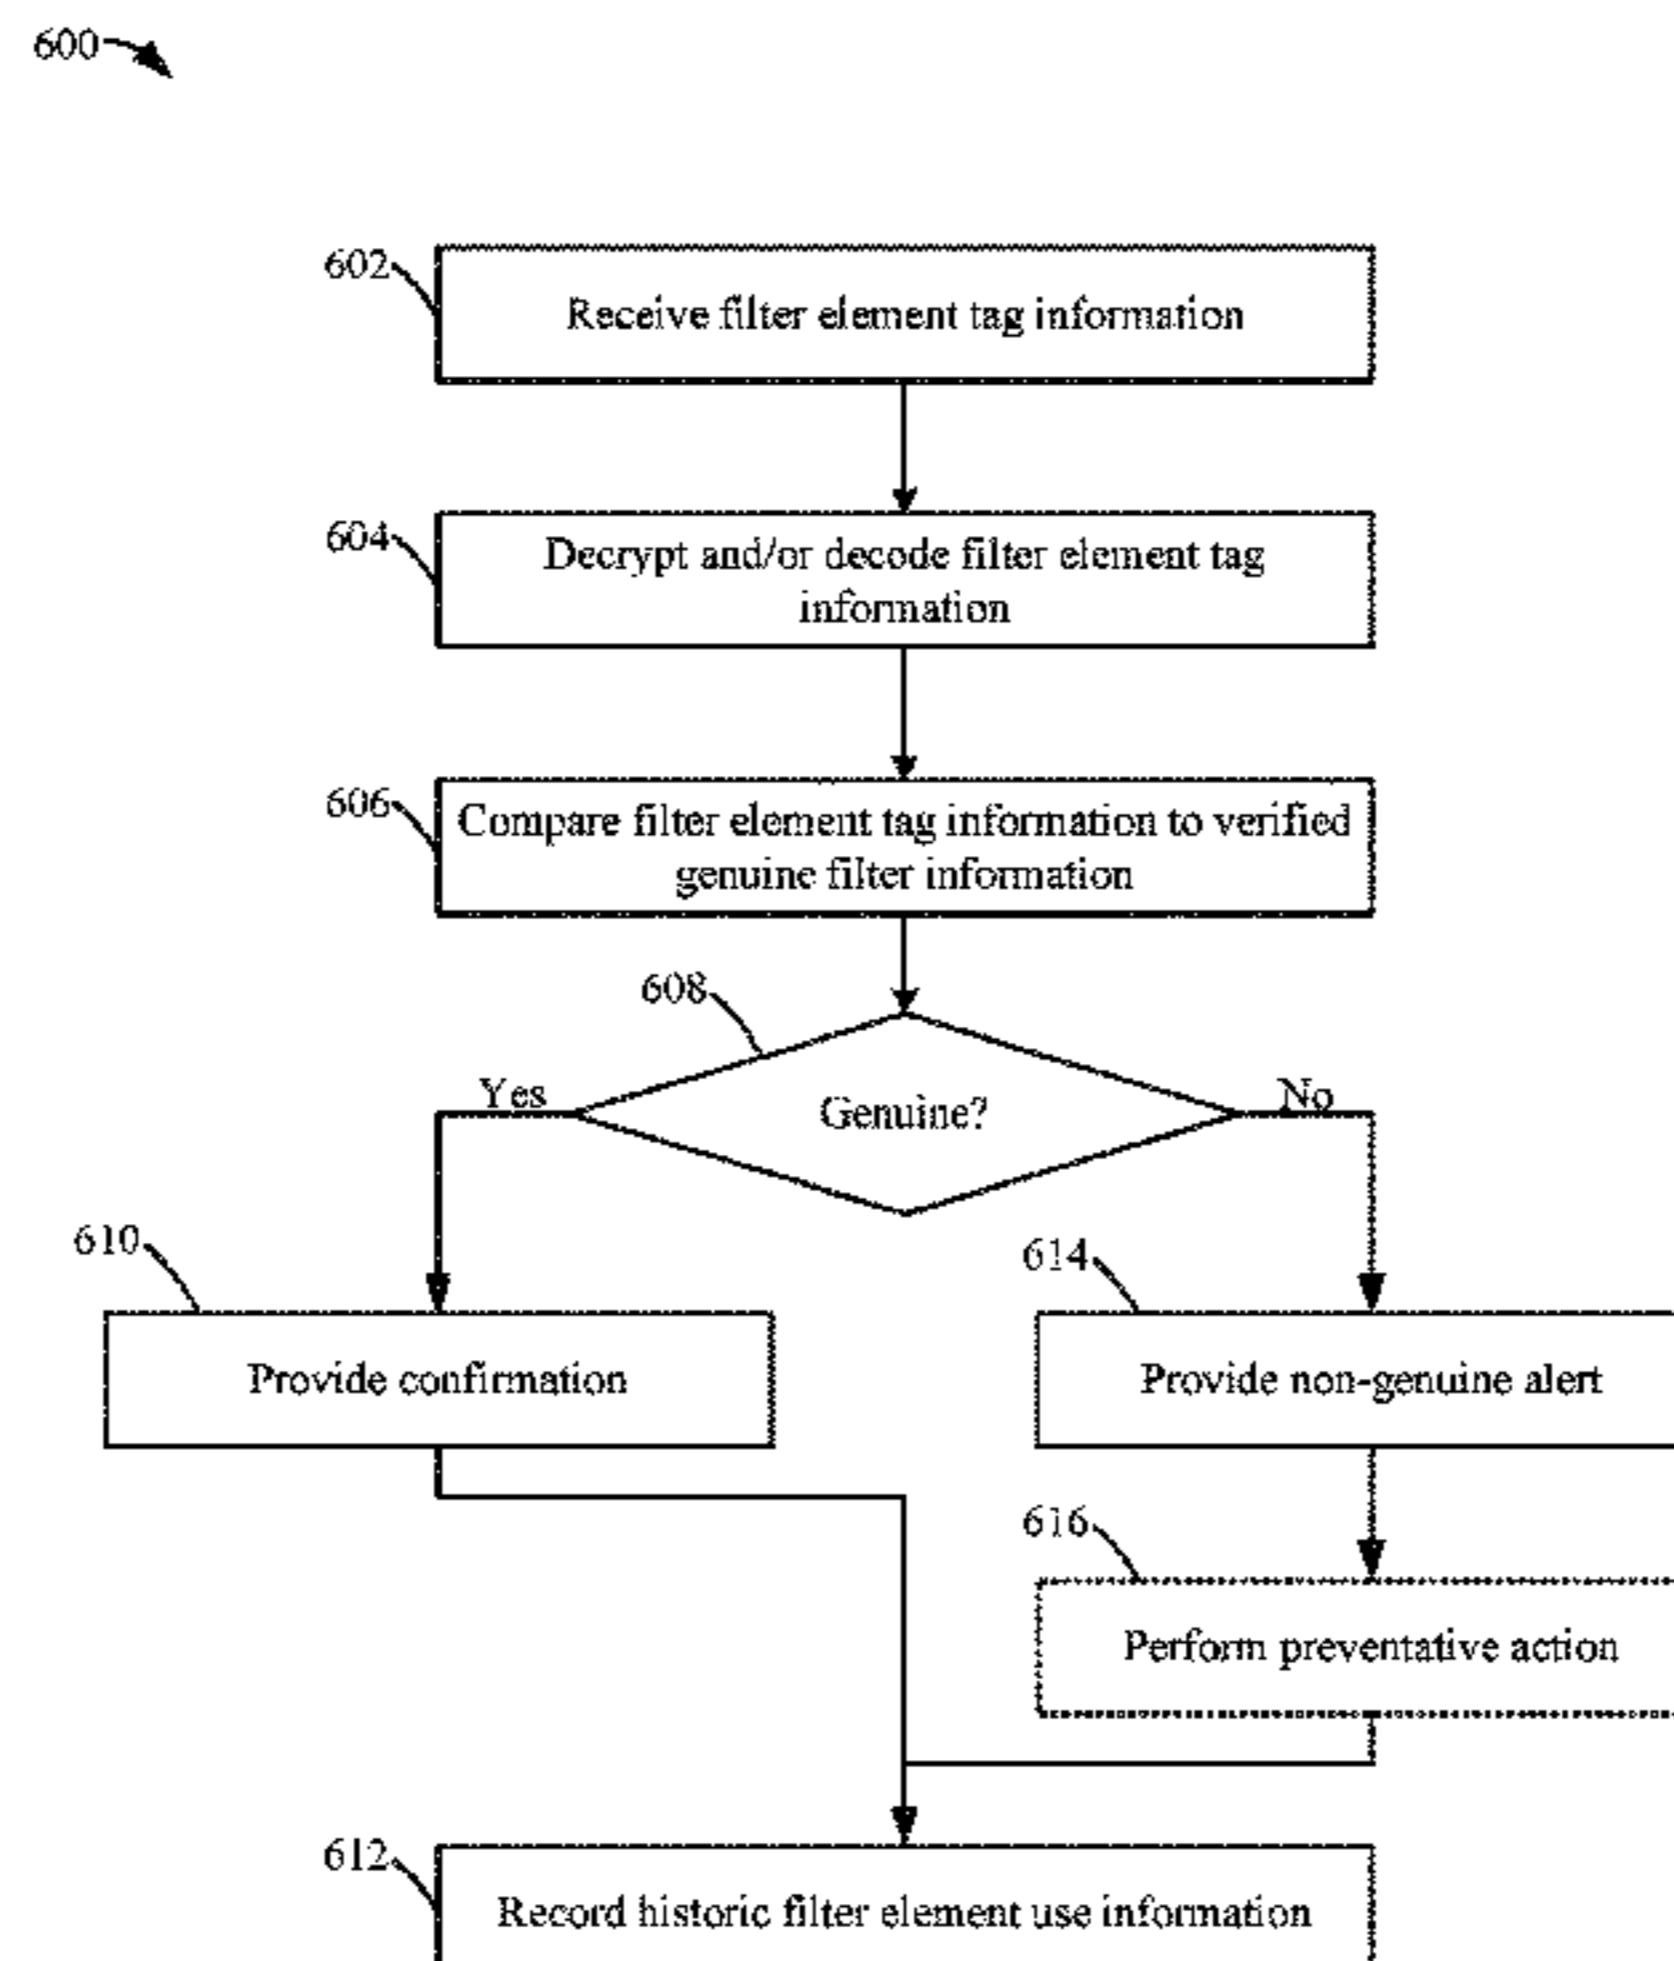 600
602
Receive filter element tag information
604
Decrypt and/or decode filter element tag
information
606
Compare filter element tag information to verified
genuine filter information
608
Yes
Genuine?
No
610
614
Provide confirmation
Provide non-genuine alert
616
Perform preventative action
612
Record historic filter element use information